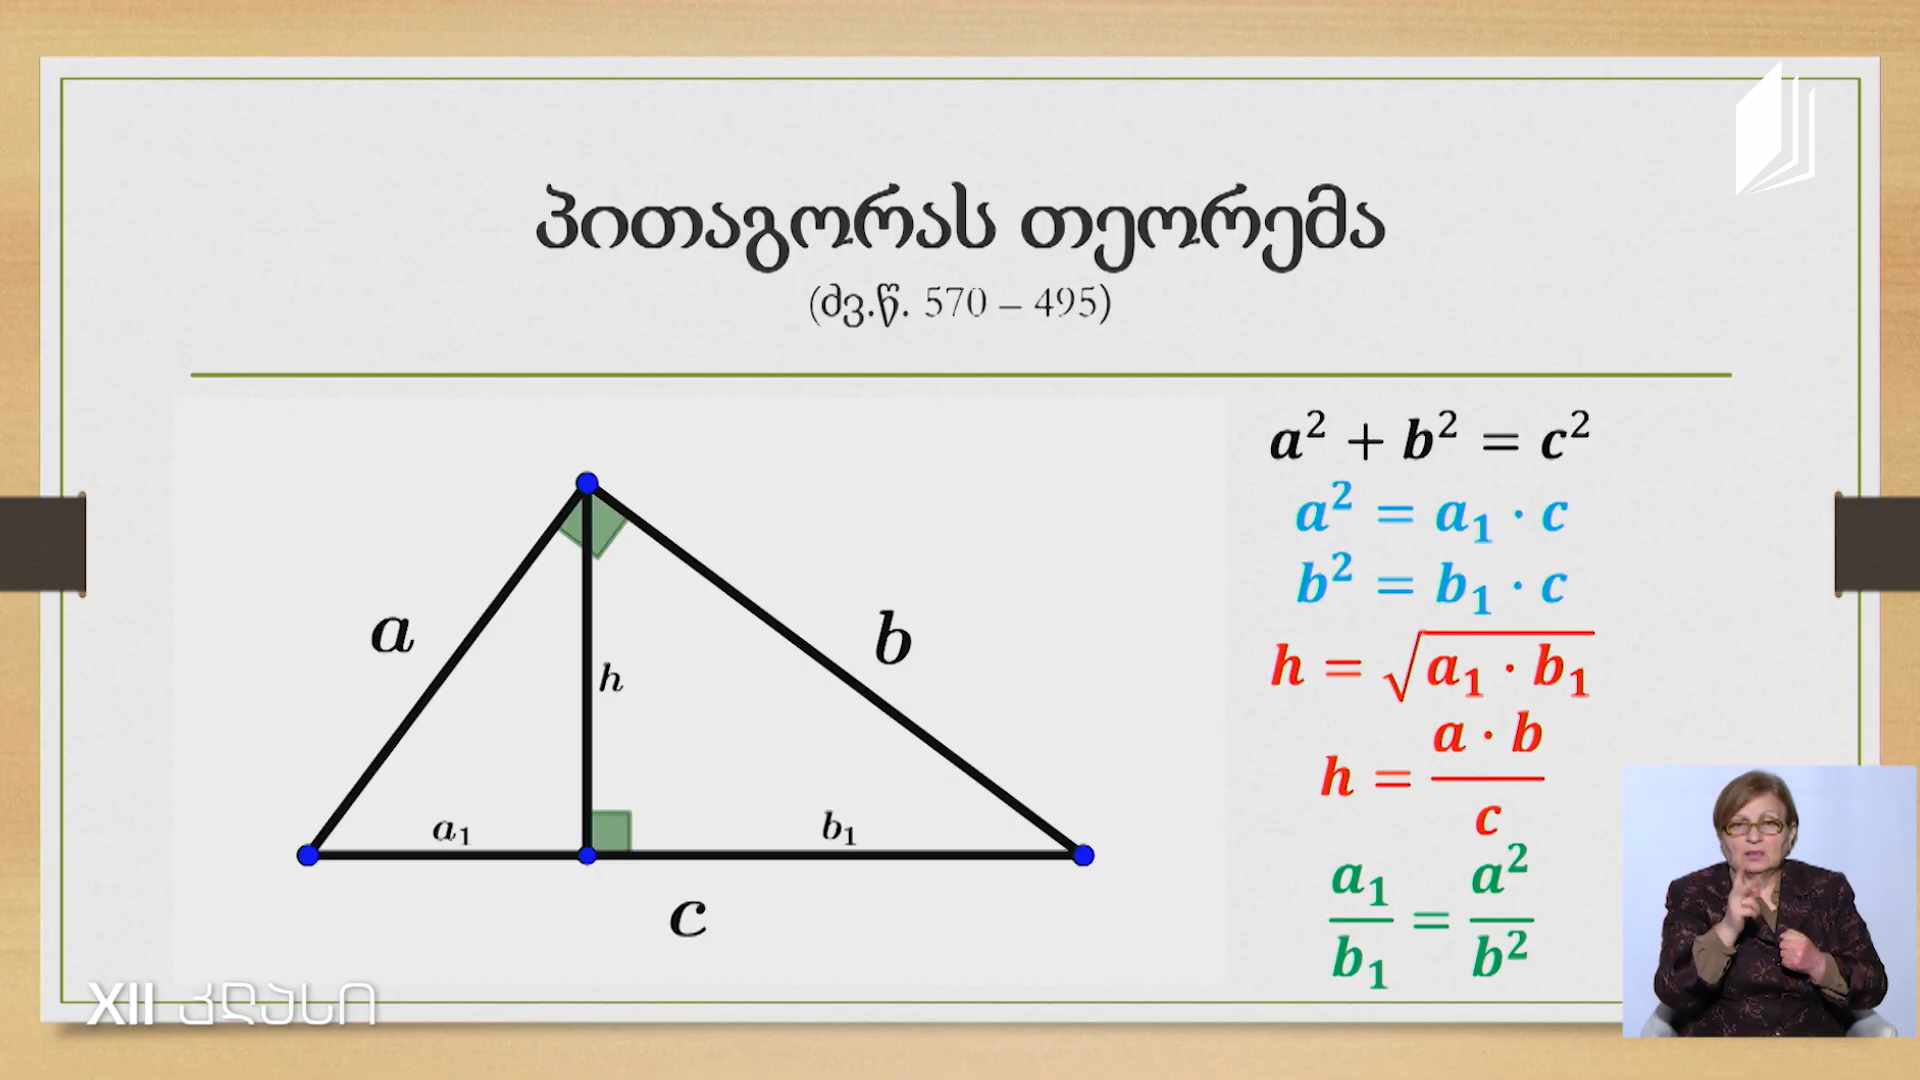 პითაგორას თეორემა
(ძვ.წ. 570 – 495)
a² + b² = c²
a² = a₁ · c
b² = b₁ · c
h = √(a₁ · b₁)
h = (a · b) / c
a₁ / b₁ = a² / b²
a
b
h
a₁
b₁
c
XII კლასი